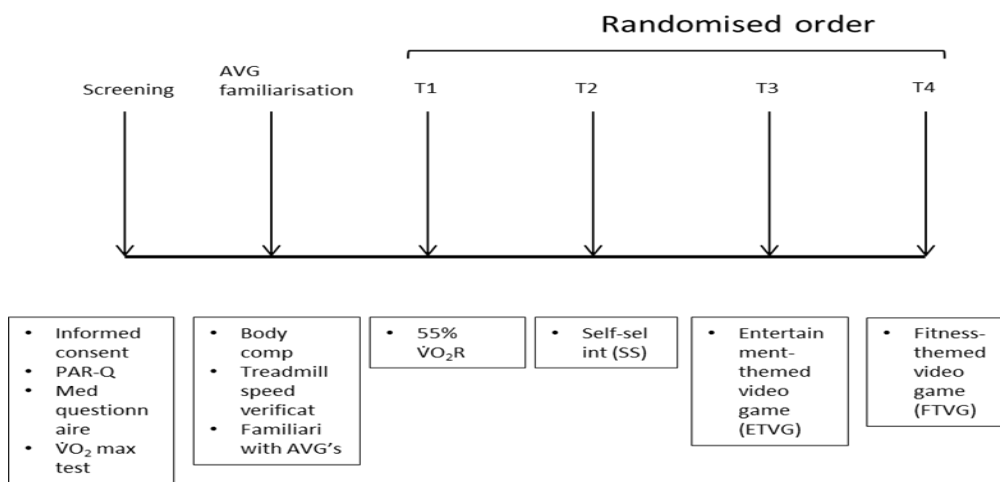 Randomised order
Screening
AVG
familiarisation
T1
T2
T3
T4
• Informed
consent
• PAR-Q
• Med
questionn
aire
• V̇O₂ max
test
• Body
comp
• Treadmill
speed
verificat
• Familiari
with AVG's
• 55%
V̇O₂R
• Self-sel
int (SS)
• Entertain
ment-
themed
video
game
(ETVG)
• Fitness-
themed
video
game
(FTVG)